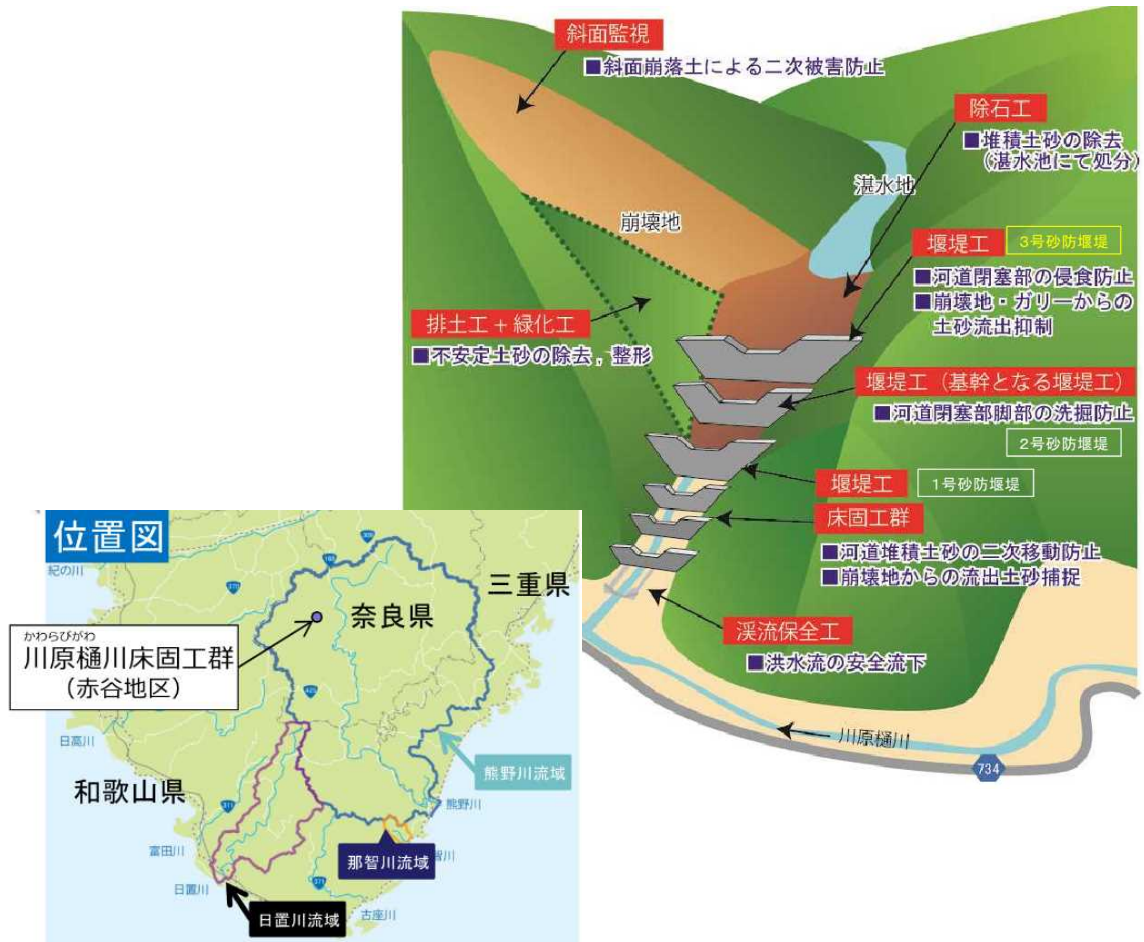 斜面監視
■斜面崩落土による二次被害防止
除石工
■堆積土砂の除去
(湛水池にて処分)
湛水地
崩壊地
堰堤工
3号砂防堰堤
■河道閉塞部の侵食防止
■崩壊地・ガリーからの
土砂流出抑制
排土工+緑化工
■不安定土砂の除去,整形
堰堤工(基幹となる堰堤工)
■河道閉塞部脚部の洗掘防止
2号砂防堰堤
堰堤工
1号砂防堰堤
床固工群
■河道堆積土砂の二次移動防止
■崩壊地からの流出土砂捕捉
渓流保全工
■洪水流の安全流下
川原樋川
734
位置図
紀の川
309
168
370
三重県
奈良県
かわらびがわ
川原樋川床固工群
(赤谷地区)
425
日高川
熊野川流域
和歌山県
311
熊野川
富田川
那智川流域
智川
日置川
371
日置川流域
古座川